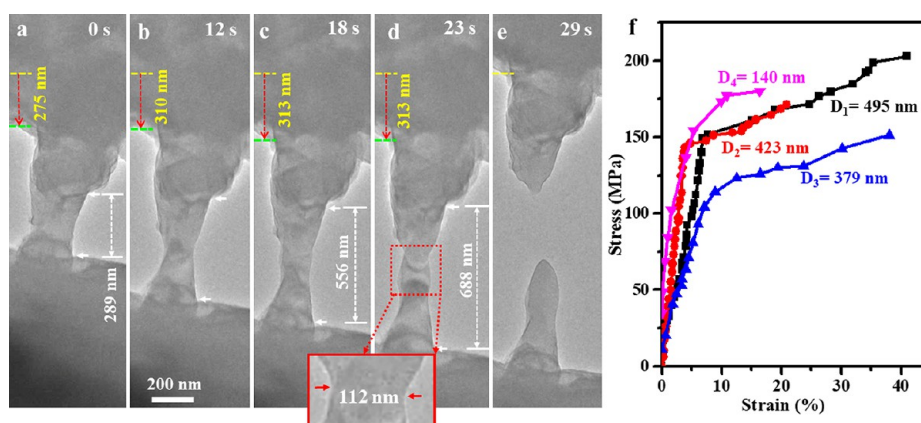 a 0 s
b 12 s
c 18 s
d 23 s
e 29 s
275 nm
310 nm
313 nm
313 nm
289 nm
556 nm
688 nm
200 nm
112 nm
f
Stress (MPa)
200
150
100
50
0
0 10 20 30 40
Strain (%)
D4= 140 nm
D1= 495 nm
D2= 423 nm
D3= 379 nm